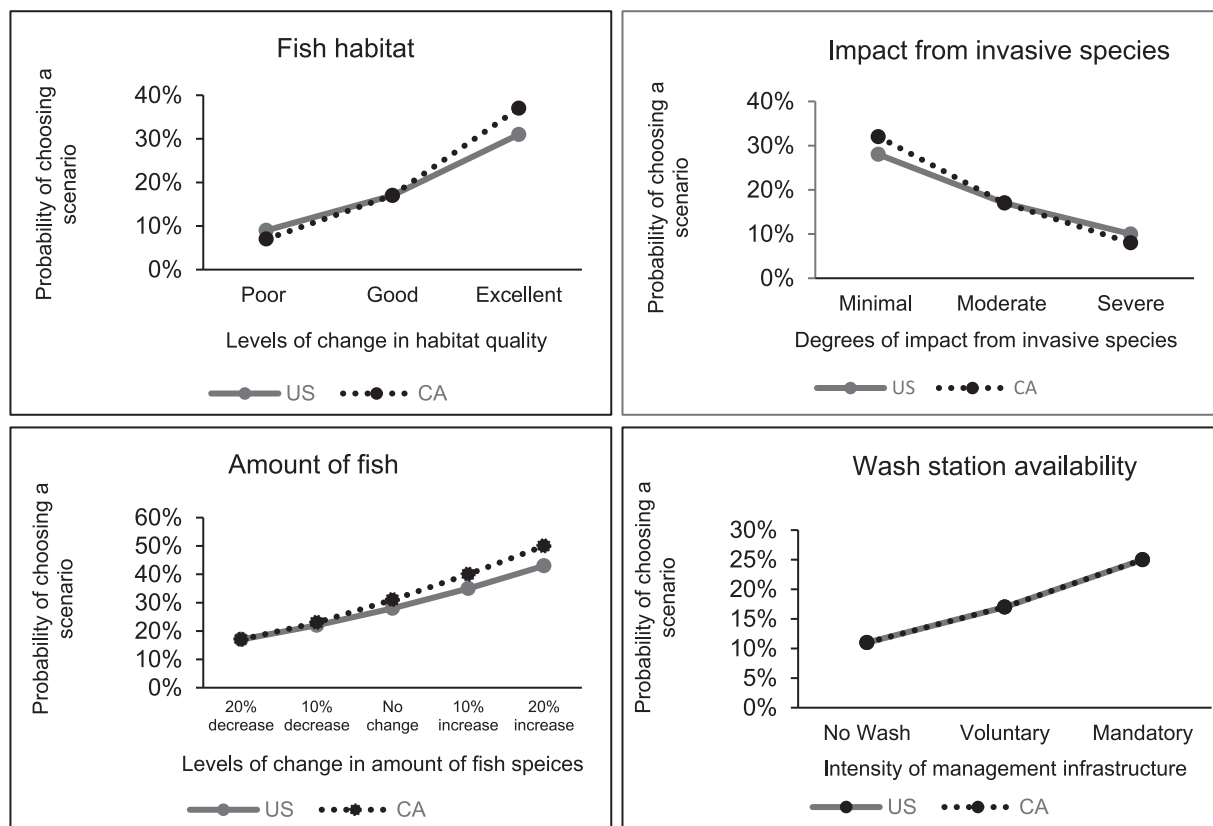 Fish habitat
Probability of choosing a
scenario
40%
30%
20%
10%
0%
Poor Good Excellent
Levels of change in habitat quality
US CA
Impact from invasive species
Probability of choosing a
scenario
40%
30%
20%
10%
0%
Minimal Moderate Severe
Degrees of impact from invasive species
US CA
Amount of fish
Probability of choosing a
scenario
60%
50%
40%
30%
20%
10%
0%
20% 10% No 10% 20%
decrease decrease change increase increase
Levels of change in amount of fish speices
US CA
Wash station availability
Probability of choosing a
scenario
30%
25%
20%
15%
10%
5%
0%
No Wash Voluntary Mandatory
Intensity of management infrastructure
US CA